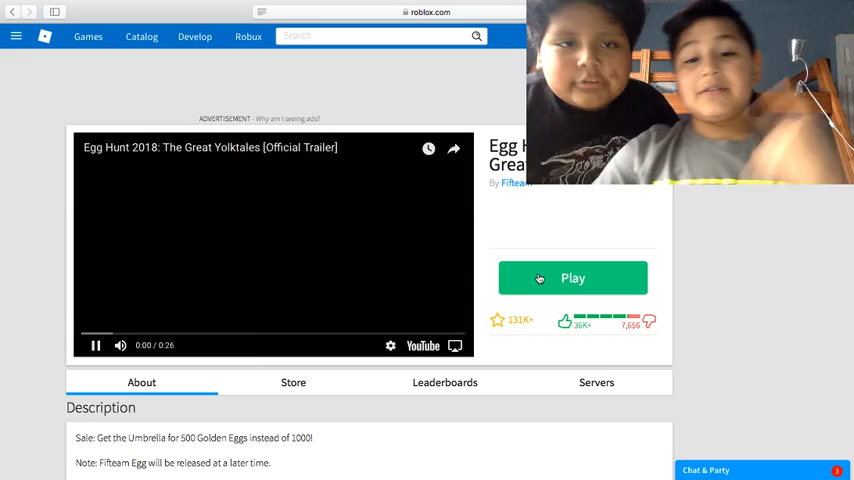 roblox.com
Games Catalog Develop Robux Search
ADVERTISEMENT - Why am I seeing ads?
Egg Hunt 2018: The Great Yolktales [Official Trailer]
Egg
Great
By Fifteam
Play
131K+
36K+ 7,656
0:00 / 0:26
YouTube
About Store Leaderboards Servers
Description
Sale: Get the Umbrella for 500 Golden Eggs instead of 1000!
Note: Fifteam Egg will be released at a later time.
Chat & Party 3